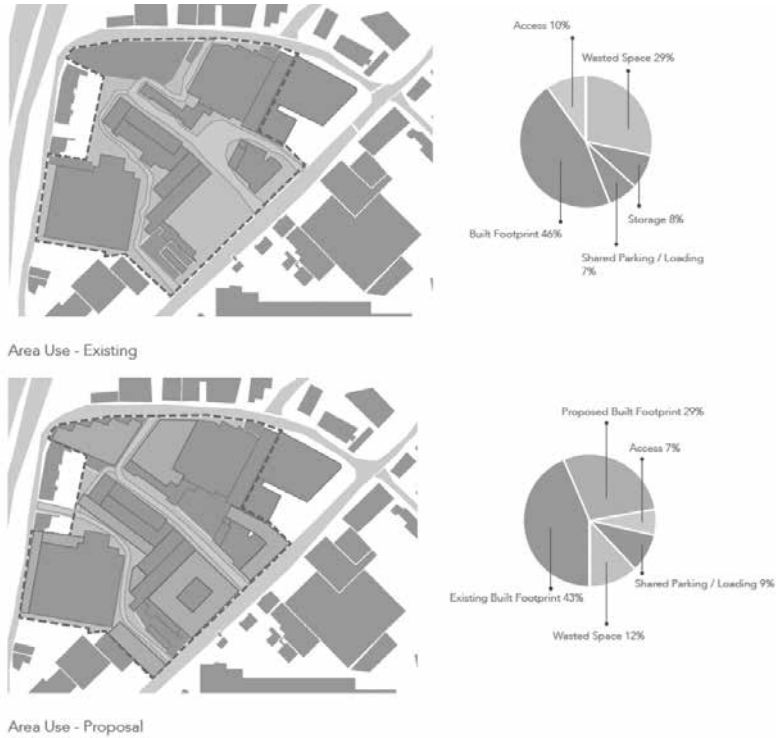 Access 10%
Wasted Space 29%
Storage 8%
Built Footprint 46%
Shared Parking / Loading
7%
Area Use - Existing
Proposed Built Footprint 29%
Access 7%
Shared Parking / Loading 9%
Existing Built Footprint 43%
Wasted Space 12%
Area Use - Proposal